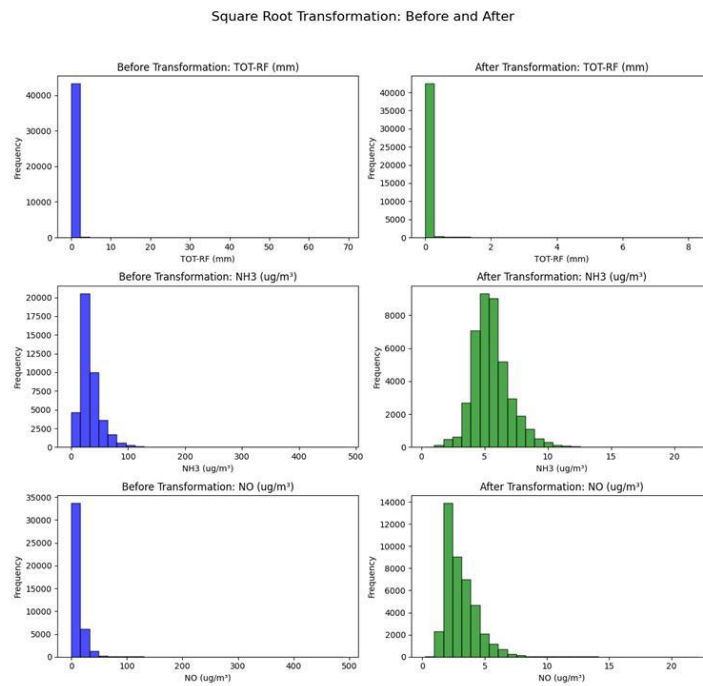 Square Root Transformation: Before and After
Before Transformation: TOT-RF (mm)
Frequency
40000
30000
20000
10000
0
0 10 20 30 40 50 60 70
TOT-RF (mm)
After Transformation: TOT-RF (mm)
Frequency
40000
35000
30000
25000
20000
15000
10000
5000
0
0 2 4 6 8
TOT-RF (mm)
Before Transformation: NH3 (ug/m³)
Frequency
20000
17500
15000
12500
10000
7500
5000
2500
0
0 100 200 300 400 500
NH3 (ug/m³)
After Transformation: NH3 (ug/m³)
Frequency
8000
6000
4000
2000
0
0 5 10 15 20
NH3 (ug/m³)
Before Transformation: NO (ug/m³)
Frequency
35000
30000
25000
20000
15000
10000
5000
0
0 100 200 300 400 500
NO (ug/m³)
After Transformation: NO (ug/m³)
Frequency
14000
12000
10000
8000
6000
4000
2000
0
0 5 10 15 20
NO (ug/m³)